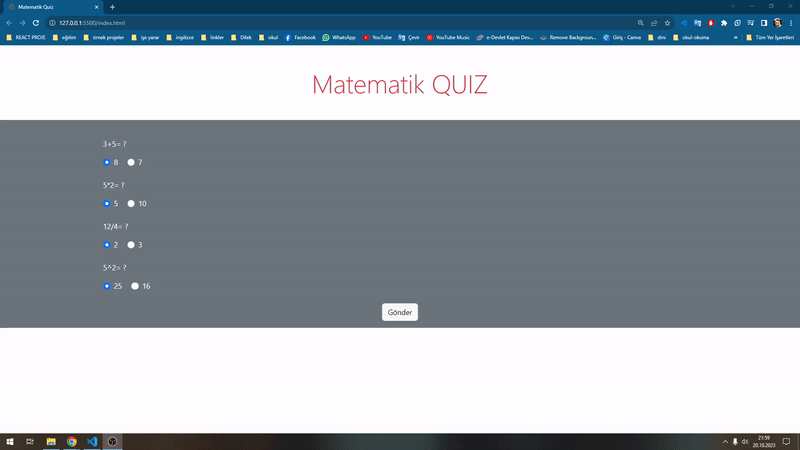 Matematik Quiz
127.0.0.1:5500/index.html
REACT PROJE eğitim örnek projeler işe yarar ingilizce linkler Dilek okul Facebook WhatsApp YouTube Çevir YouTube Music e-Devlet Kapısı Dev... Remove Background... Giriş - Canva dini okul-okuma » Tüm Yer İşaretleri
Matematik QUIZ
3+5= ?
8 7
5*2= ?
5 10
12/4= ?
2 3
5^2= ?
25 16
Gönder
21:59
20.10.2023